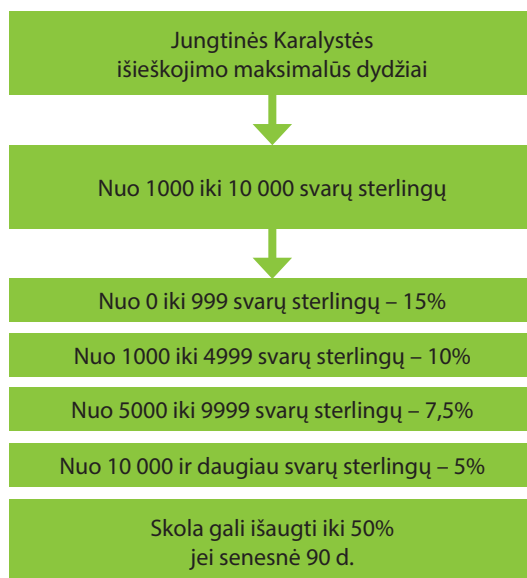 Jungtinės Karalystės
išieškojimo maksimalūs dydžiai
Nuo 1000 iki 10 000 svarų sterlingų
Nuo 0 iki 999 svarų sterlingų – 15%
Nuo 1000 iki 4999 svarų sterlingų – 10%
Nuo 5000 iki 9999 svarų sterlingų – 7,5%
Nuo 10 000 ir daugiau svarų sterlingų – 5%
Skola gali išaugti iki 50%
jei senesnė 90 d.